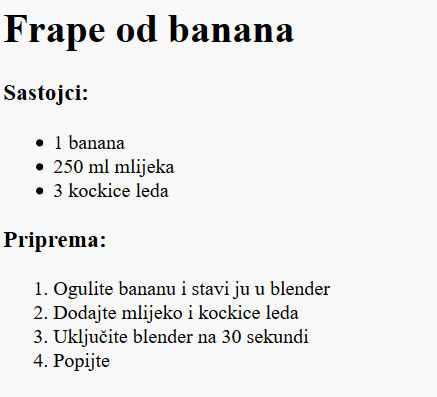 Frape od banana
Sastojci:
• 1 banana
• 250 ml mlijeka
• 3 kockice leda
Priprema:
1. Ogulite bananu i stavi ju u blender
2. Dodajte mlijeko i kockice leda
3. Uključite blender na 30 sekundi
4. Popijte